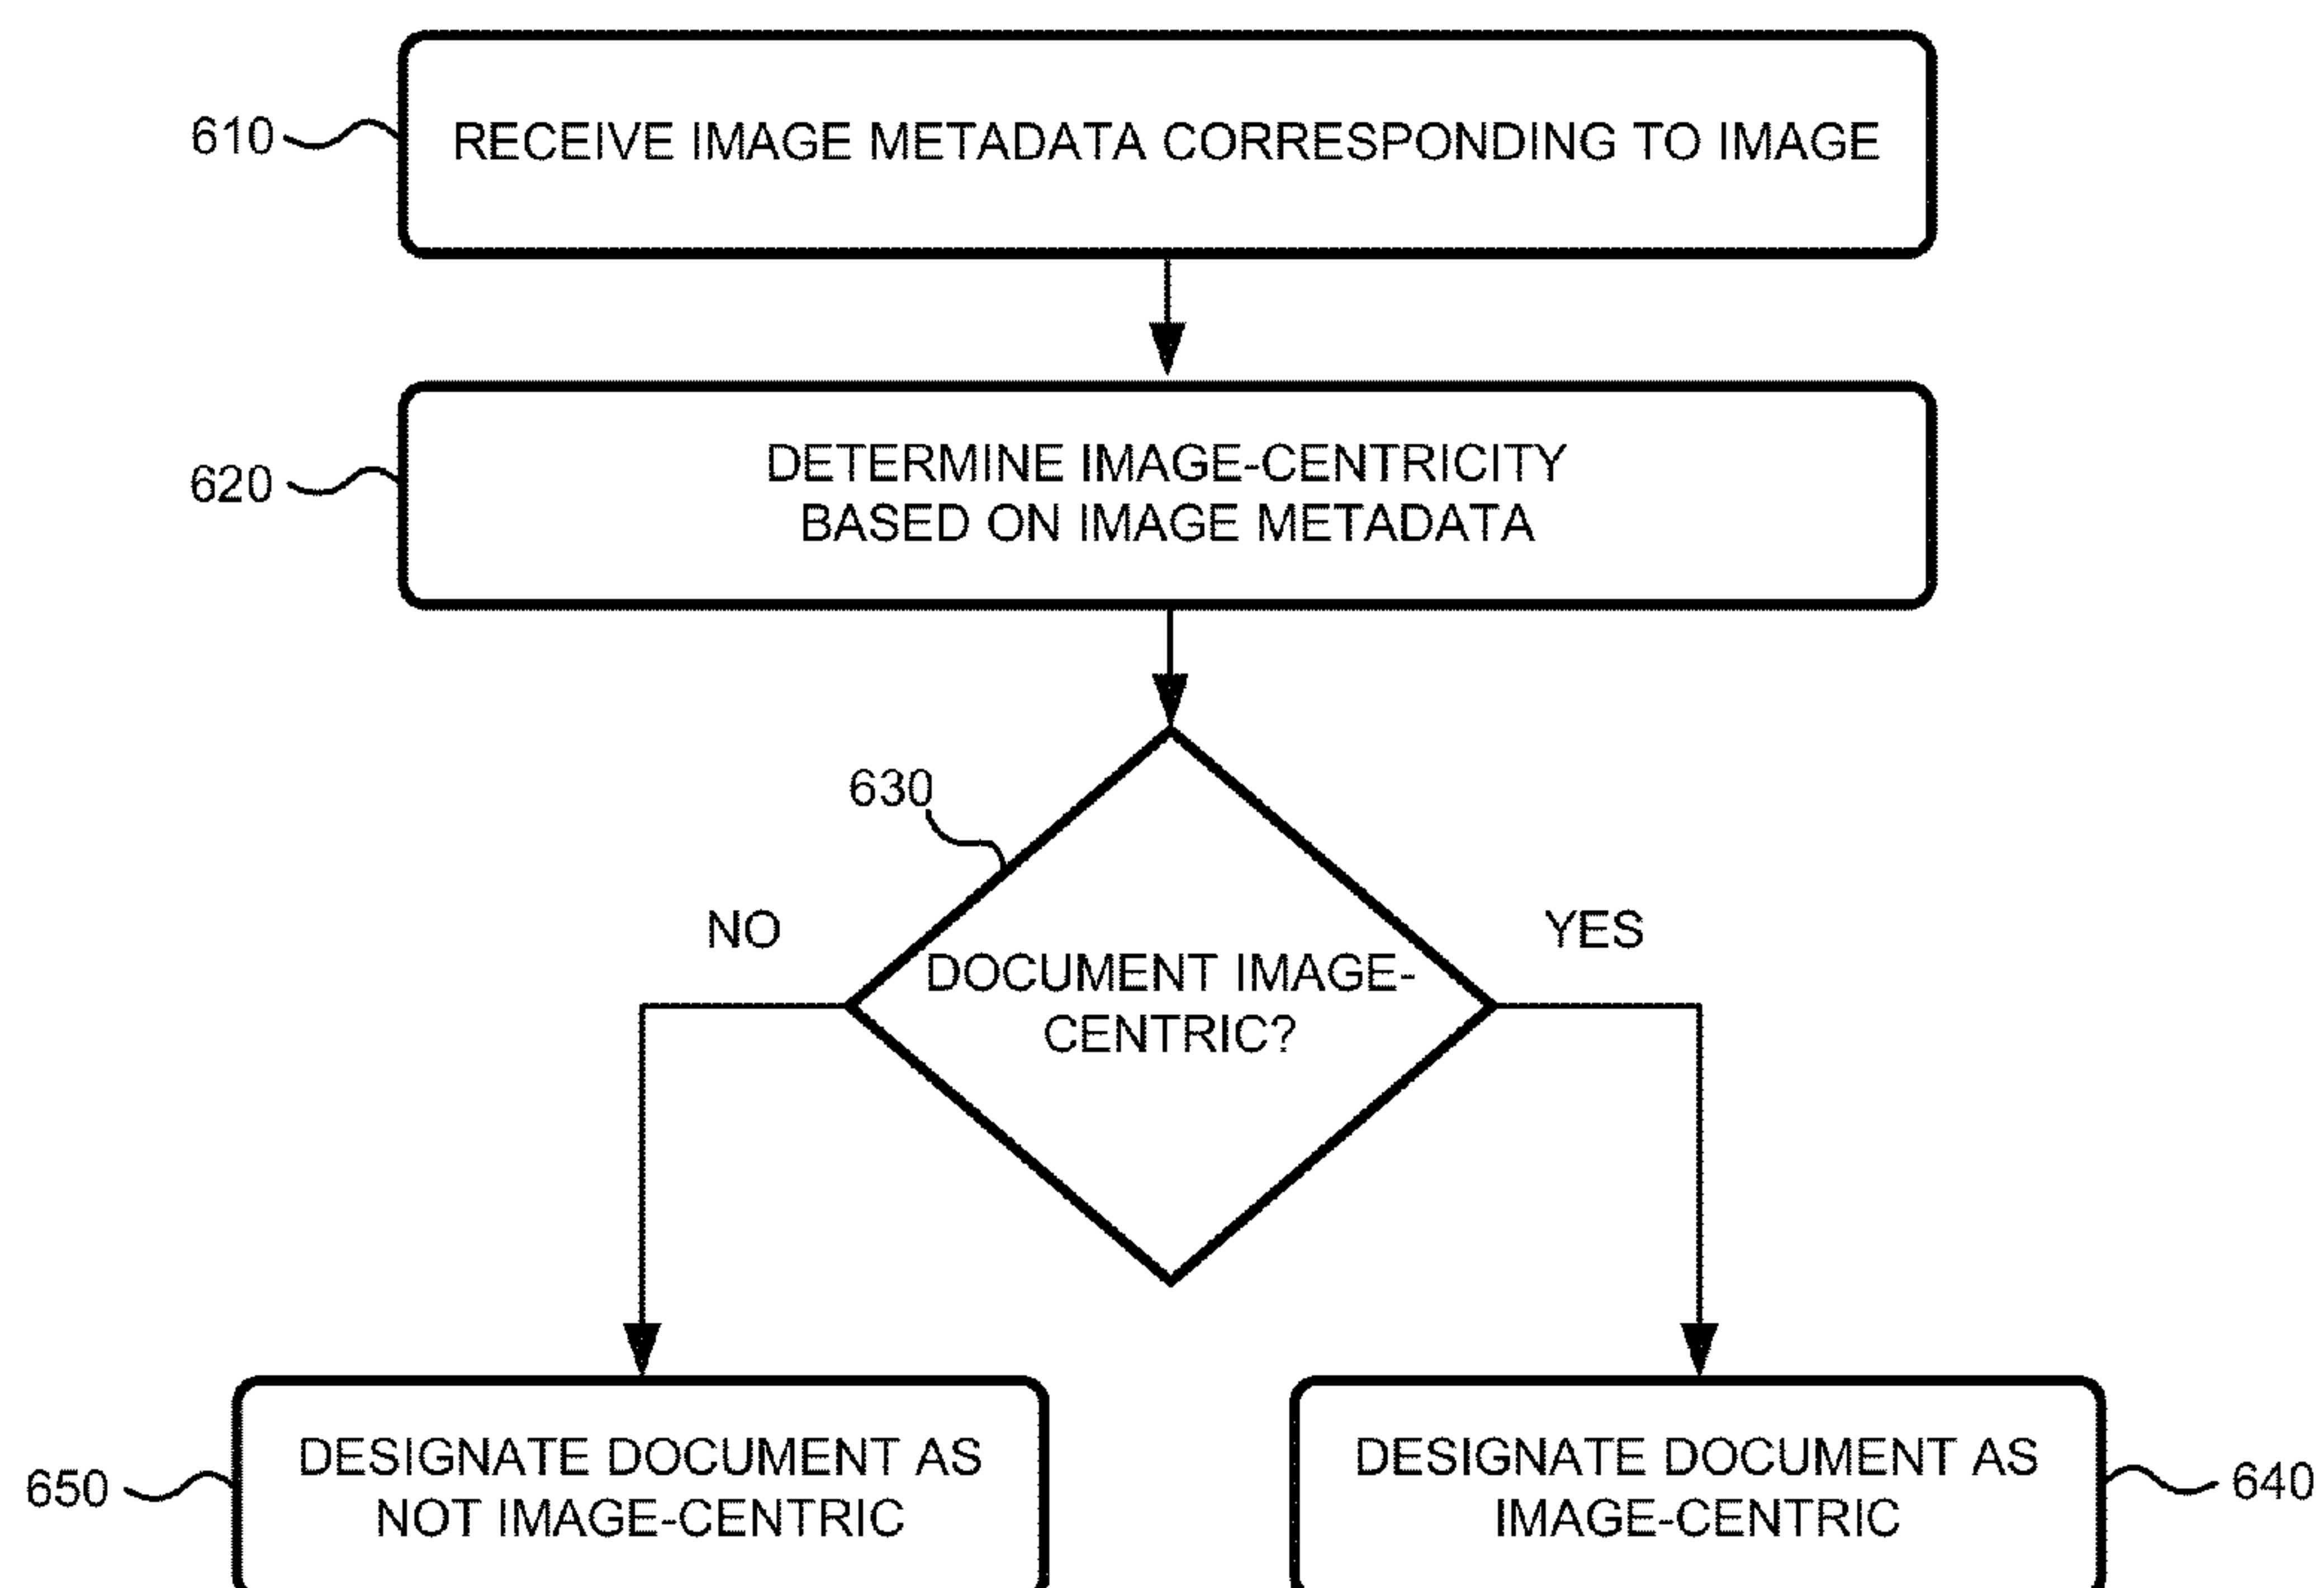 610
RECEIVE IMAGE METADATA CORRESPONDING TO IMAGE
620
DETERMINE IMAGE-CENTRICITY
BASED ON IMAGE METADATA
630
NO
YES
DOCUMENT IMAGE-
CENTRIC?
650
DESIGNATE DOCUMENT AS
NOT IMAGE-CENTRIC
DESIGNATE DOCUMENT AS
IMAGE-CENTRIC
640